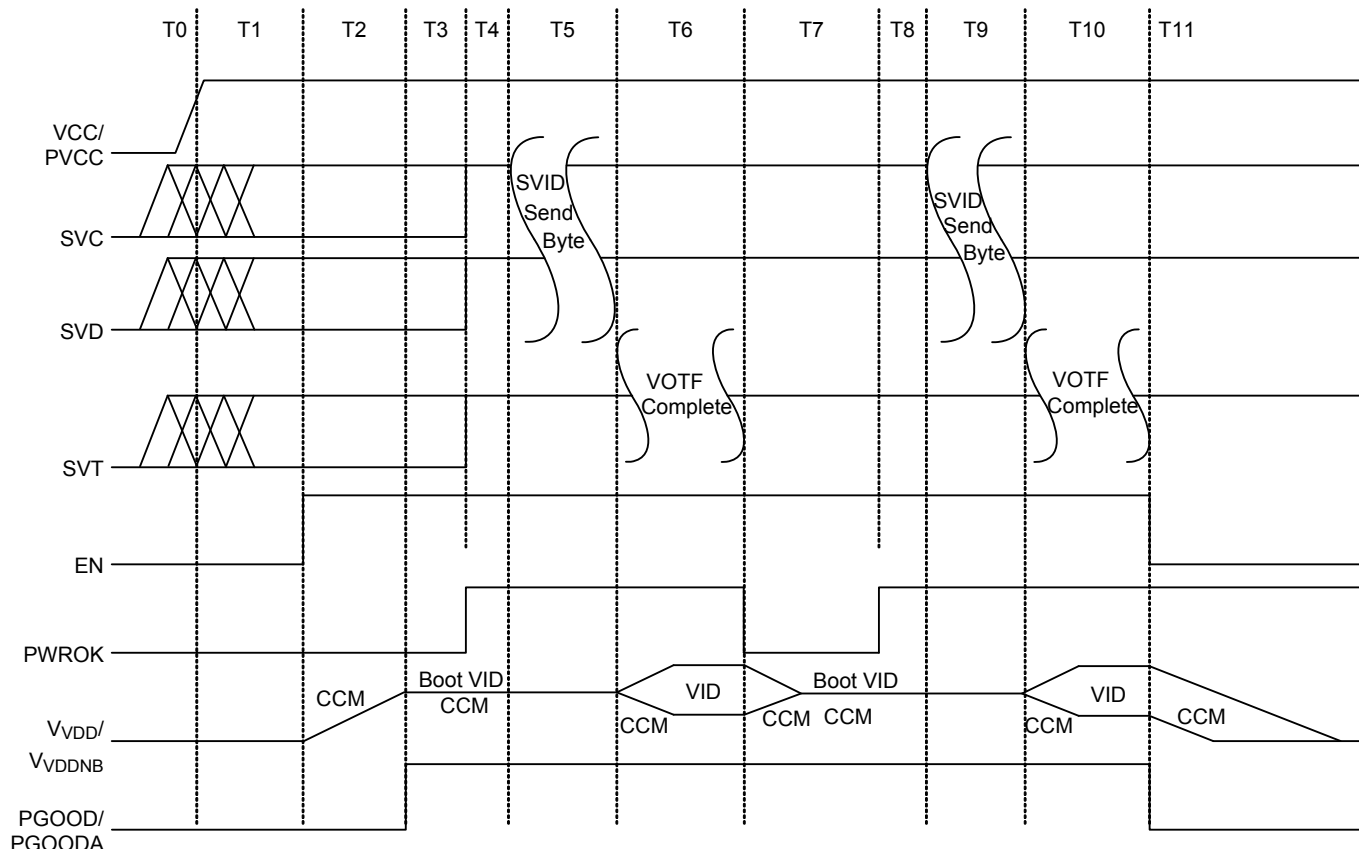 T0 T1 T2 T3 T4 T5 T6 T7 T8 T9 T10 T11
VCC/
PVCC
SVC
SVID
Send
Byte
SVID
Send
Byte
SVD
VOTF
Complete
VOTF
Complete
SVT
EN
PWROK
CCM
Boot VID
CCM
CCM
VID
CCM CCM
Boot VID
CCM
VID
CCM
VVDD/
VVDDNB
PGOOD/
PGOODA